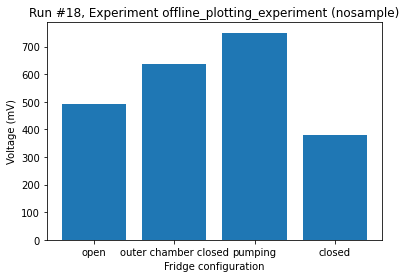 Run #18, Experiment offline_plotting_experiment (nosample)
700
600
500
400
300
200
100
0
Voltage (mV)
open outer chamber closed pumping closed
Fridge configuration